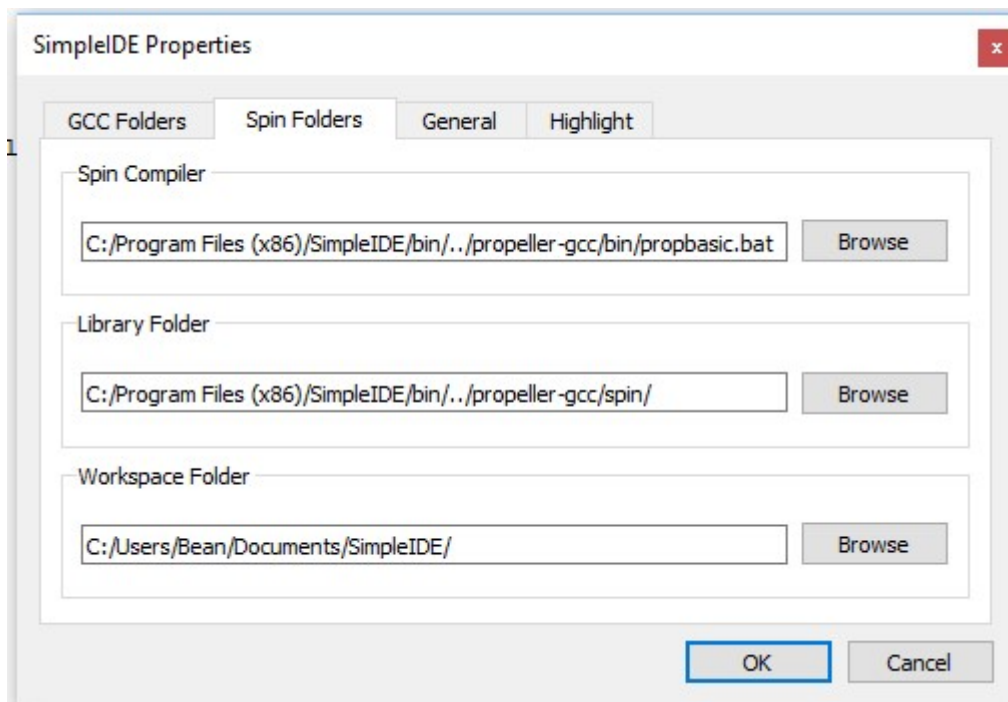 SimpleIDE Properties
x
GCC Folders Spin Folders General Highlight
1
Spin Compiler
C:/Program Files (x86)/SimpleIDE/bin/../propeller-gcc/bin/propbasic.bat Browse
Library Folder
C:/Program Files (x86)/SimpleIDE/bin/../propeller-gcc/spin/ Browse
Workspace Folder
C:/Users/Bean/Documents/SimpleIDE/ Browse
OK Cancel